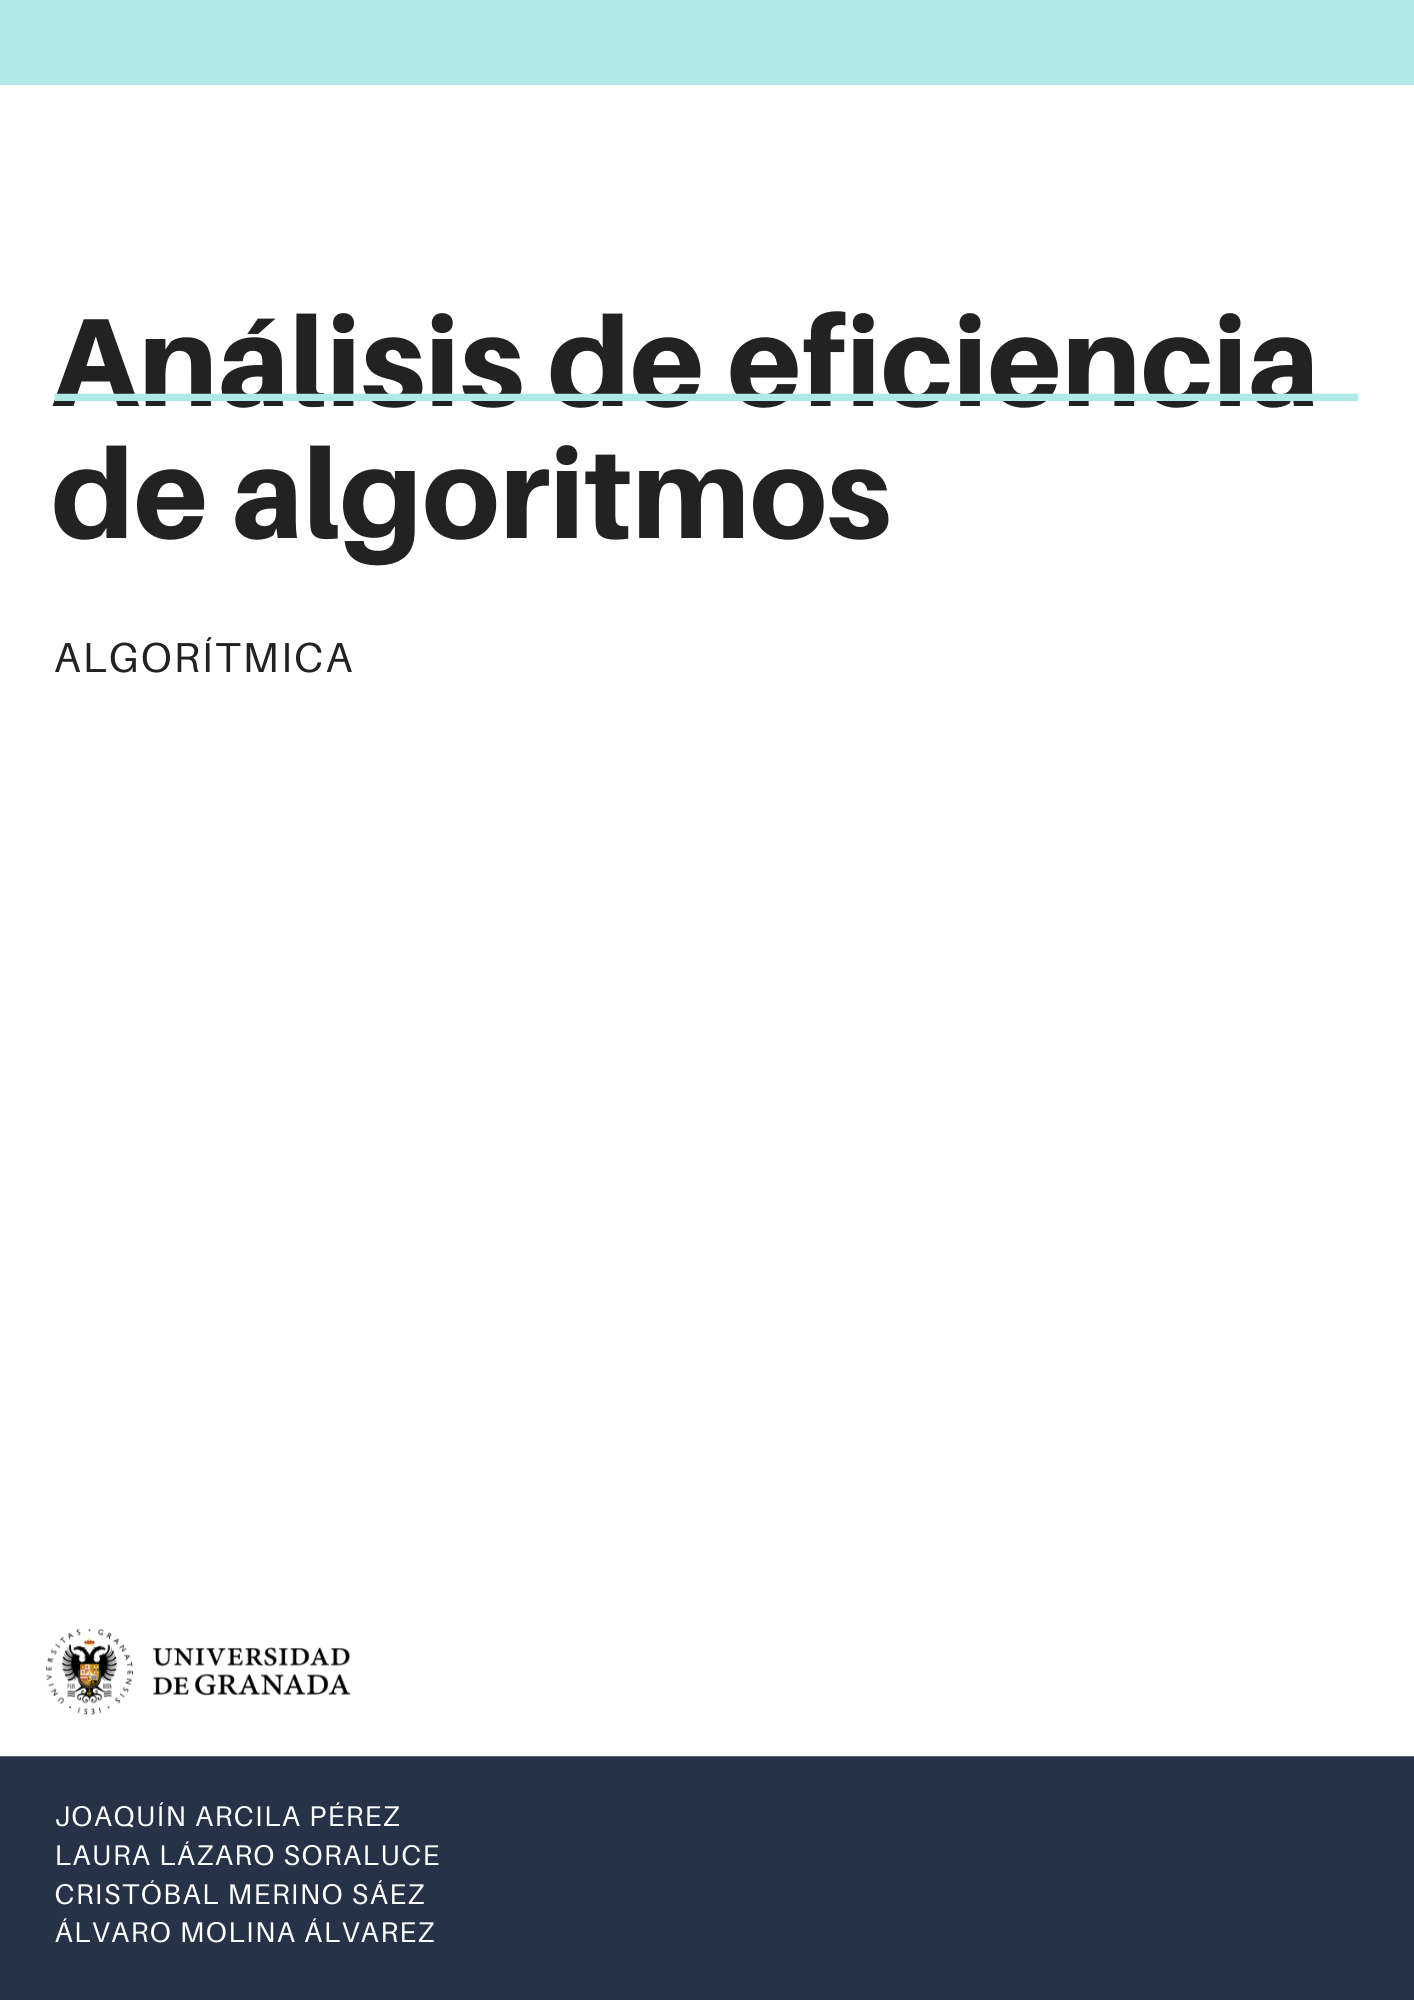 Análisis de eficiencia
de algoritmos
ALGORÍTMICA
UNIVERSITAS · GRANATENSIS · 1531 ·
UNIVERSIDAD
DE GRANADA
JOAQUÍN ARCILA PÉREZ
LAURA LÁZARO SORALUCE
CRISTÓBAL MERINO SÁEZ
ÁLVARO MOLINA ÁLVAREZ